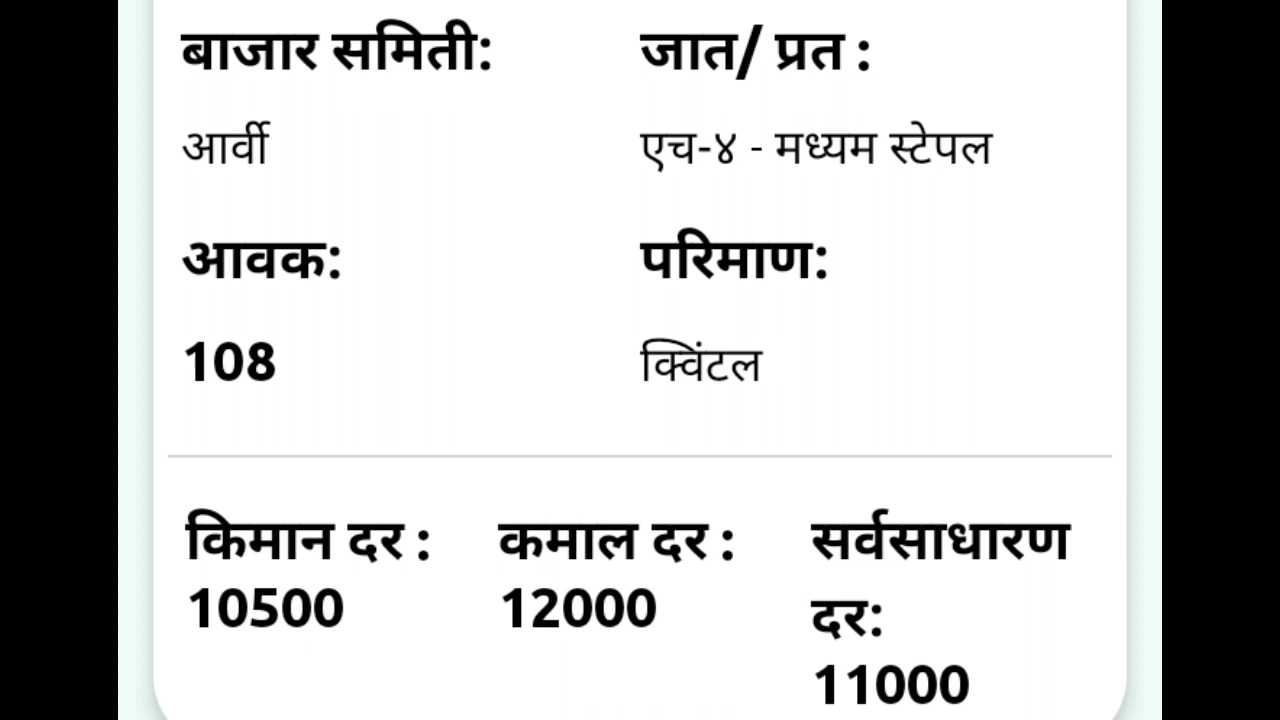 बाजार समिती: जात/ प्रत :
आर्वी एच-४ - मध्यम स्टेपल
आवक: परिमाण:
108 क्विंटल
किमान दर : कमाल दर : सर्वसाधारण
दर:
10500 12000
11000